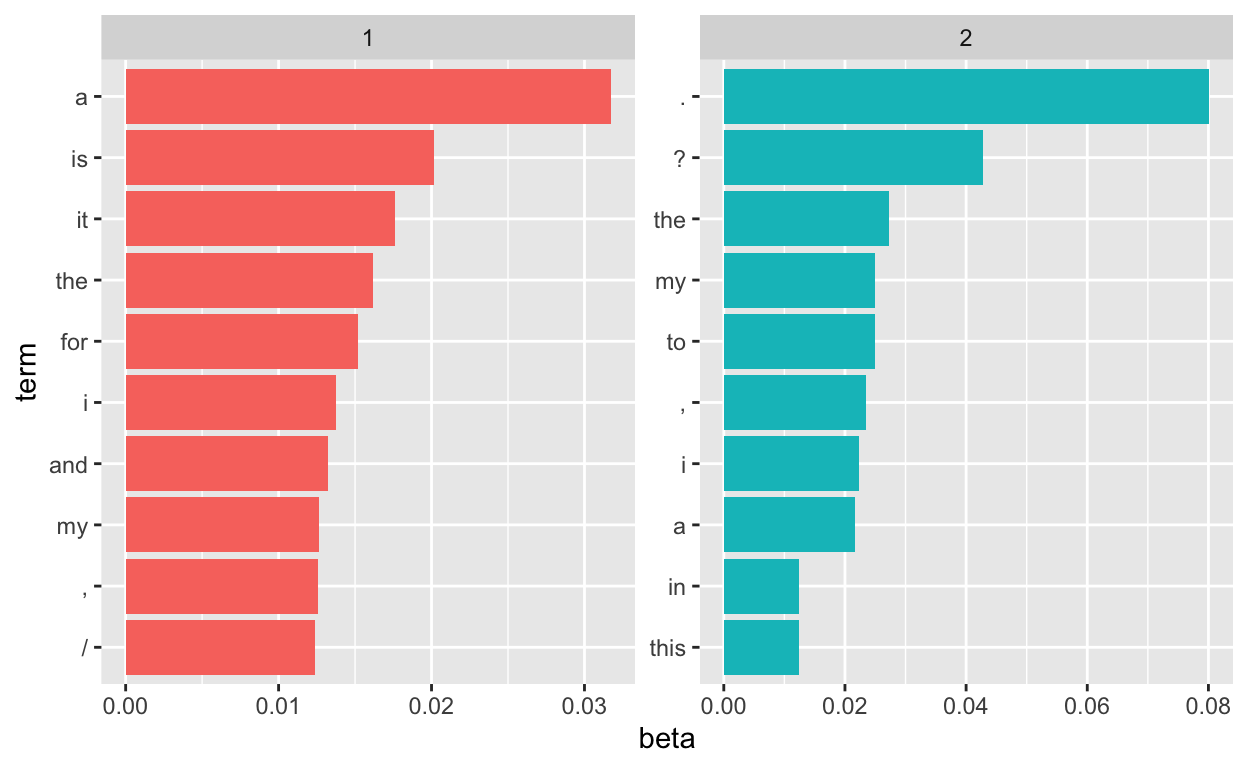 1
2
term
a
is
it
the
for
i
and
my
,
/
.
?
the
my
to
,
i
a
in
this
0.00 0.01 0.02 0.03
0.00 0.02 0.04 0.06 0.08
beta